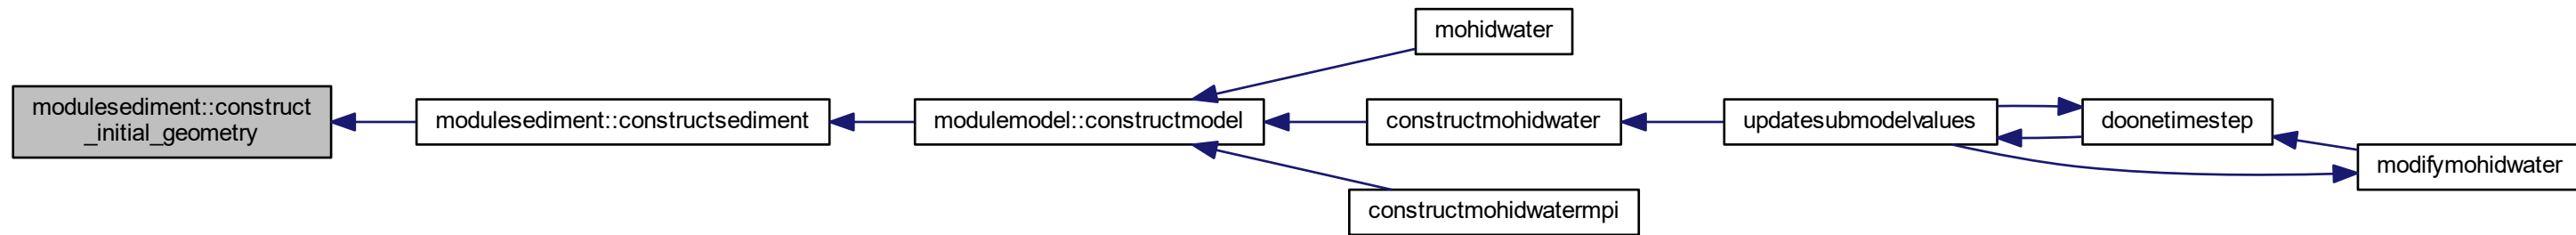 modulesediment::construct
_initial_geometry
modulesediment::constructsediment
modulemodel::constructmodel
mohidwater
constructmohidwater
constructmohidwatermpi
updatesubmodelvalues
doonetimestep
modifymohidwater